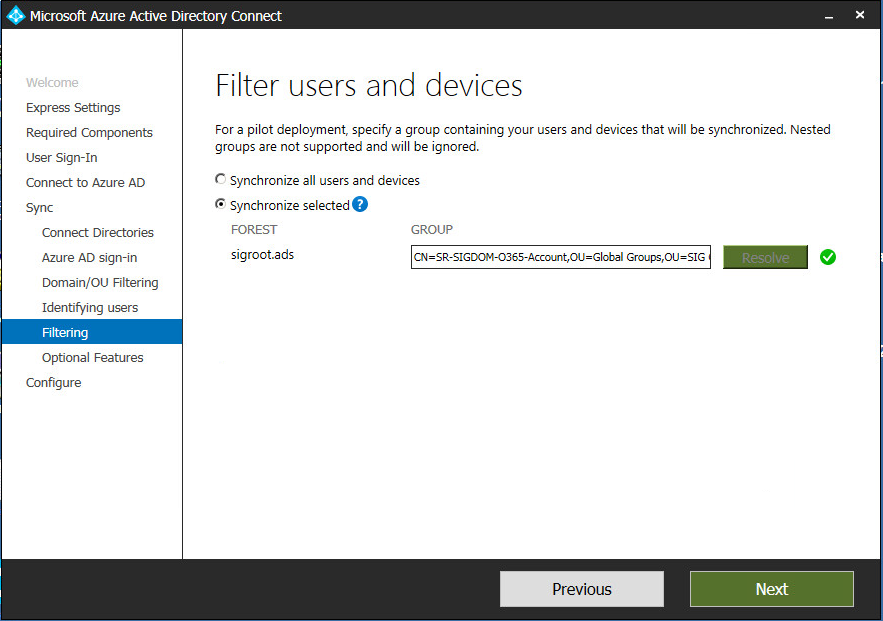 Microsoft Azure Active Directory Connect
Welcome
Express Settings
Required Components
User Sign-In
Connect to Azure AD
Sync
Connect Directories
Azure AD sign-in
Domain/OU Filtering
Identifying users
Filtering
Optional Features
Configure
Filter users and devices
For a pilot deployment, specify a group containing your users and devices that will be synchronized. Nested
groups are not supported and will be ignored.
Synchronize all users and devices
Synchronize selected ?
FOREST GROUP
sigroot.ads CN=SR-SIGDOM-O365-Account,OU=Global Groups,OU=SIG Resolve
Previous Next